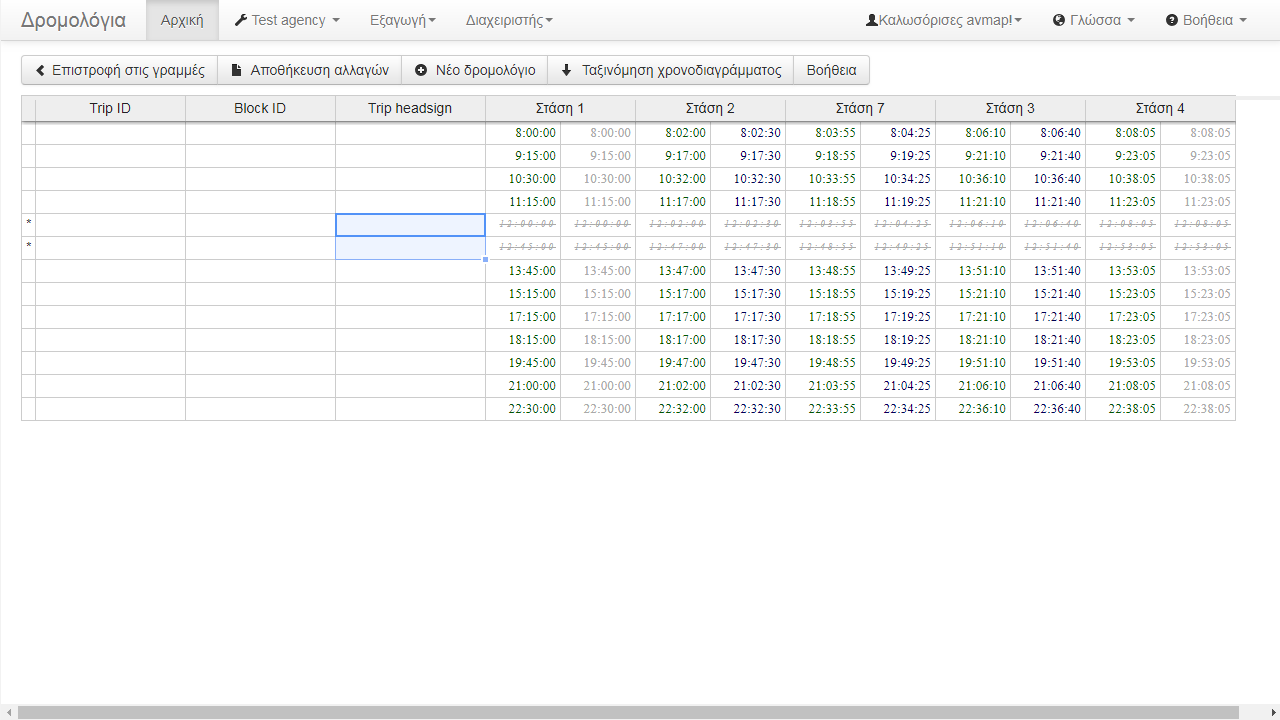 Δρομολόγια Αρχική Test agency Εξαγωγή Διαχειριστής Καλωσόρισες avmap! Γλώσσα Βοήθεια
Επιστροφή στις γραμμές Αποθήκευση αλλαγών Νέο δρομολόγιο Ταξινόμηση χρονοδιαγράμματος Βοήθεια
Trip ID Block ID Trip headsign Στάση 1 Στάση 2 Στάση 7 Στάση 3 Στάση 4
8:00:00 8:00:00 8:02:00 8:02:30 8:03:55 8:04:25 8:06:10 8:06:40 8:08:05 8:08:05
9:15:00 9:15:00 9:17:00 9:17:30 9:18:55 9:19:25 9:21:10 9:21:40 9:23:05 9:23:05
10:30:00 10:30:00 10:32:00 10:32:30 10:33:55 10:34:25 10:36:10 10:36:40 10:38:05 10:38:05
11:15:00 11:15:00 11:17:00 11:17:30 11:18:55 11:19:25 11:21:10 11:21:40 11:23:05 11:23:05
* 12:00:00 12:00:00 12:02:00 12:02:30 12:03:55 12:04:25 12:06:10 12:06:40 12:08:05 12:08:05
* 12:45:00 12:45:00 12:47:00 12:47:30 12:48:55 12:49:25 12:51:10 12:51:40 12:53:05 12:53:05
13:45:00 13:45:00 13:47:00 13:47:30 13:48:55 13:49:25 13:51:10 13:51:40 13:53:05 13:53:05
15:15:00 15:15:00 15:17:00 15:17:30 15:18:55 15:19:25 15:21:10 15:21:40 15:23:05 15:23:05
17:15:00 17:15:00 17:17:00 17:17:30 17:18:55 17:19:25 17:21:10 17:21:40 17:23:05 17:23:05
18:15:00 18:15:00 18:17:00 18:17:30 18:18:55 18:19:25 18:21:10 18:21:40 18:23:05 18:23:05
19:45:00 19:45:00 19:47:00 19:47:30 19:48:55 19:49:25 19:51:10 19:51:40 19:53:05 19:53:05
21:00:00 21:00:00 21:02:00 21:02:30 21:03:55 21:04:25 21:06:10 21:06:40 21:08:05 21:08:05
22:30:00 22:30:00 22:32:00 22:32:30 22:33:55 22:34:25 22:36:10 22:36:40 22:38:05 22:38:05